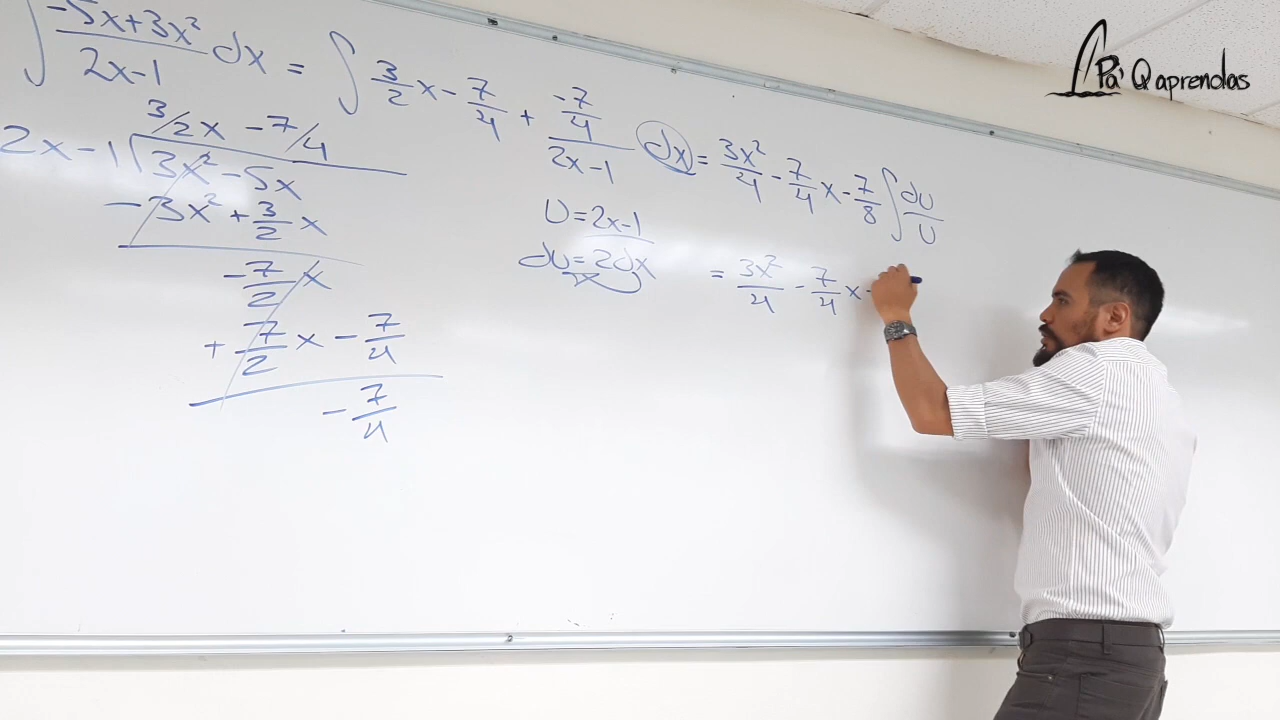 ∫ (-5x+3x²)/(2x-1) dx = ∫ 3/2 x - 7/4 + (-7/4)/(2x-1) dx = 3x²/4 - 7/4 x - 7/8 ∫ du/u
3/2x - 7/4
2x-1 3x² - 5x
- 3x² + 3/2 x
- 7/2 x
+ 7/2 x - 7/4
- 7/4
U = 2x-1
du = 2dx
= 3x²/4 - 7/4 x -
Pa' Q aprendas